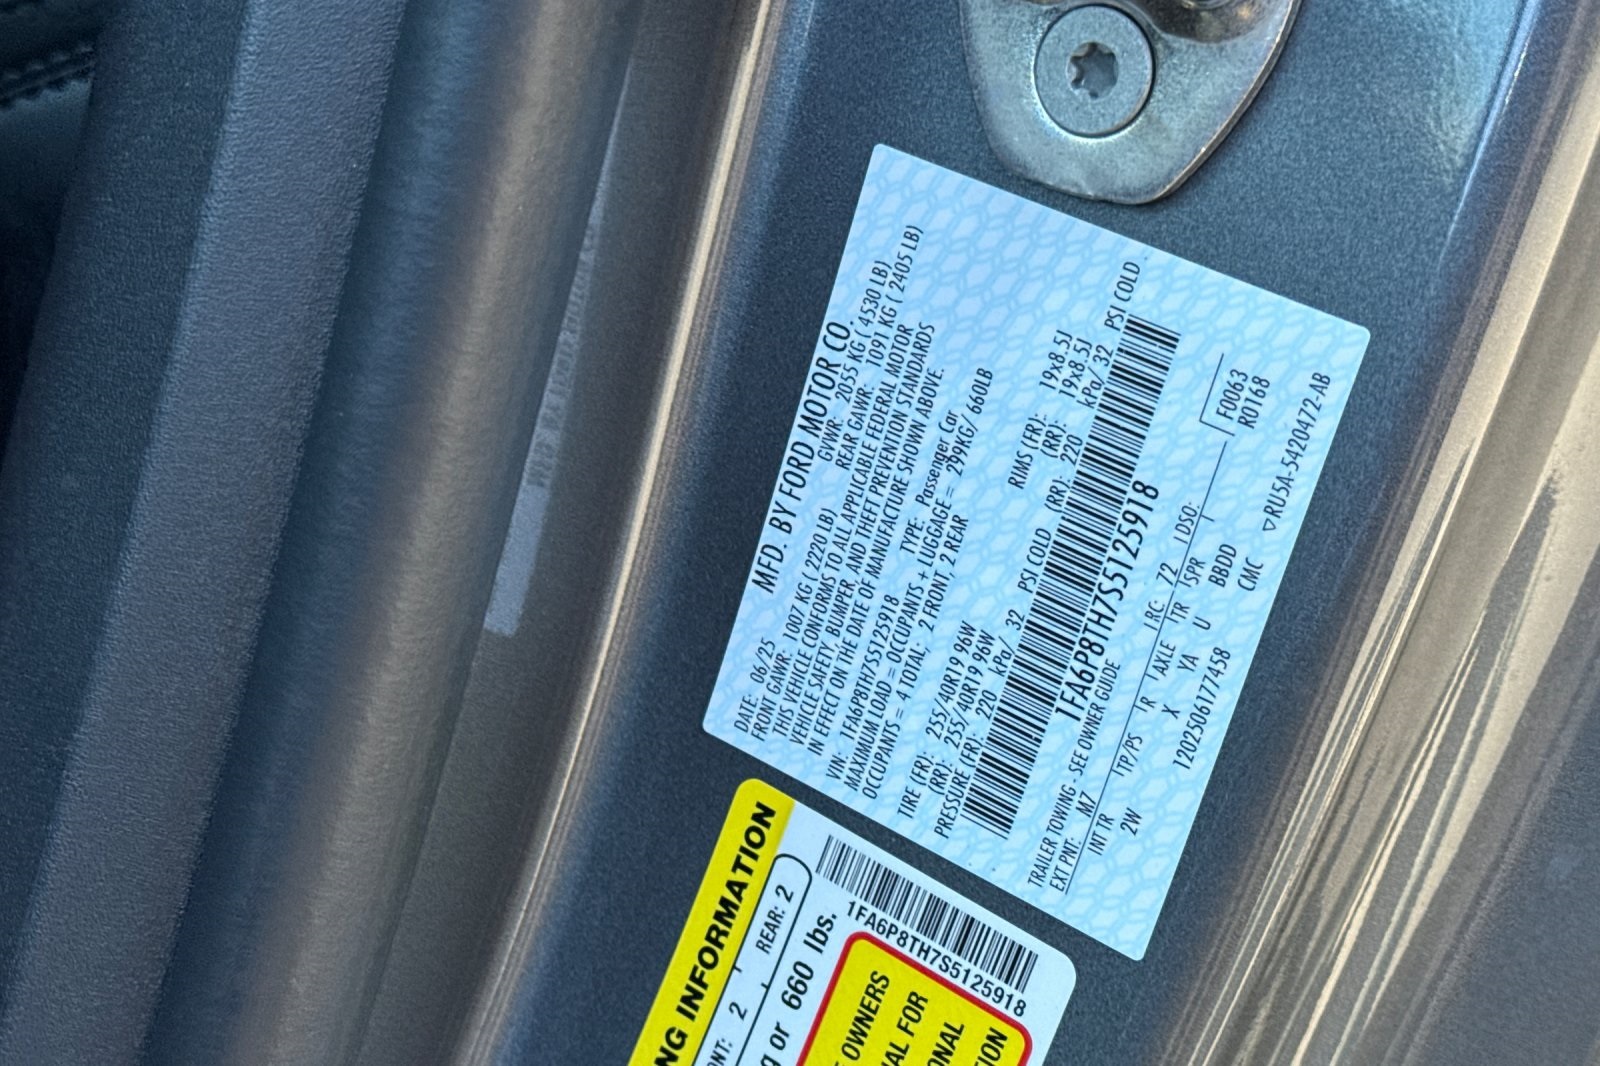 MFD. BY FORD MOTOR CO.
DATE: 06/25 GVWR: 2055 KG ( 4530 LB)
FRONT GAWR: 1007 KG ( 2220 LB) REAR GAWR: 1091 KG ( 2405 LB)
THIS VEHICLE CONFORMS TO ALL APPLICABLE FEDERAL MOTOR
VEHICLE SAFETY, BUMPER, AND THEFT PREVENTION STANDARDS
IN EFFECT ON THE DATE OF MANUFACTURE SHOWN ABOVE.
VIN: 1FA6P8TH7S5125918 TYPE: Passenger Car
MAXIMUM LOAD = OCCUPANTS + LUGGAGE = 299KG/ 660LB
OCCUPANTS = 4 TOTAL, 2 FRONT, 2 REAR
TIRE (FR): 255/40R19 96W RIMS (FR): 19x8.5J
(RR): 255/40R19 96W (RR): 19x8.5J
PRESSURE (FR): 220 kPa/ 32 PSI COLD (RR): 220 kPa/ 32 PSI COLD
1FA6P8TH7S5125918
TRAILER TOWING - SEE OWNER GUIDE
EXT PNT: M7 RC: 72 DSO: F0063
R0168
INT TR TP/PS R AXLE TR SPR
2W X YA U BBDD
1202506177458 CMC ▽RU5A-5420472-AB
NG INFORMATION
ONT: 2 , REAR: 2
g or 660 lbs.
1FA6P8TH7S5125918
OWNERS
AL FOR
ONAL
TION